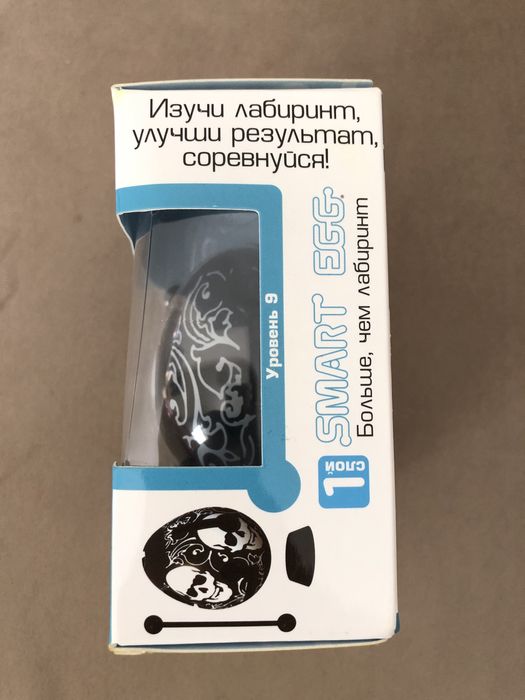 Изучи лабиринт,
улучши результат,
соревнуйся!
Уровень 9
SMART EGG®
Больше, чем лабиринт
1 слой